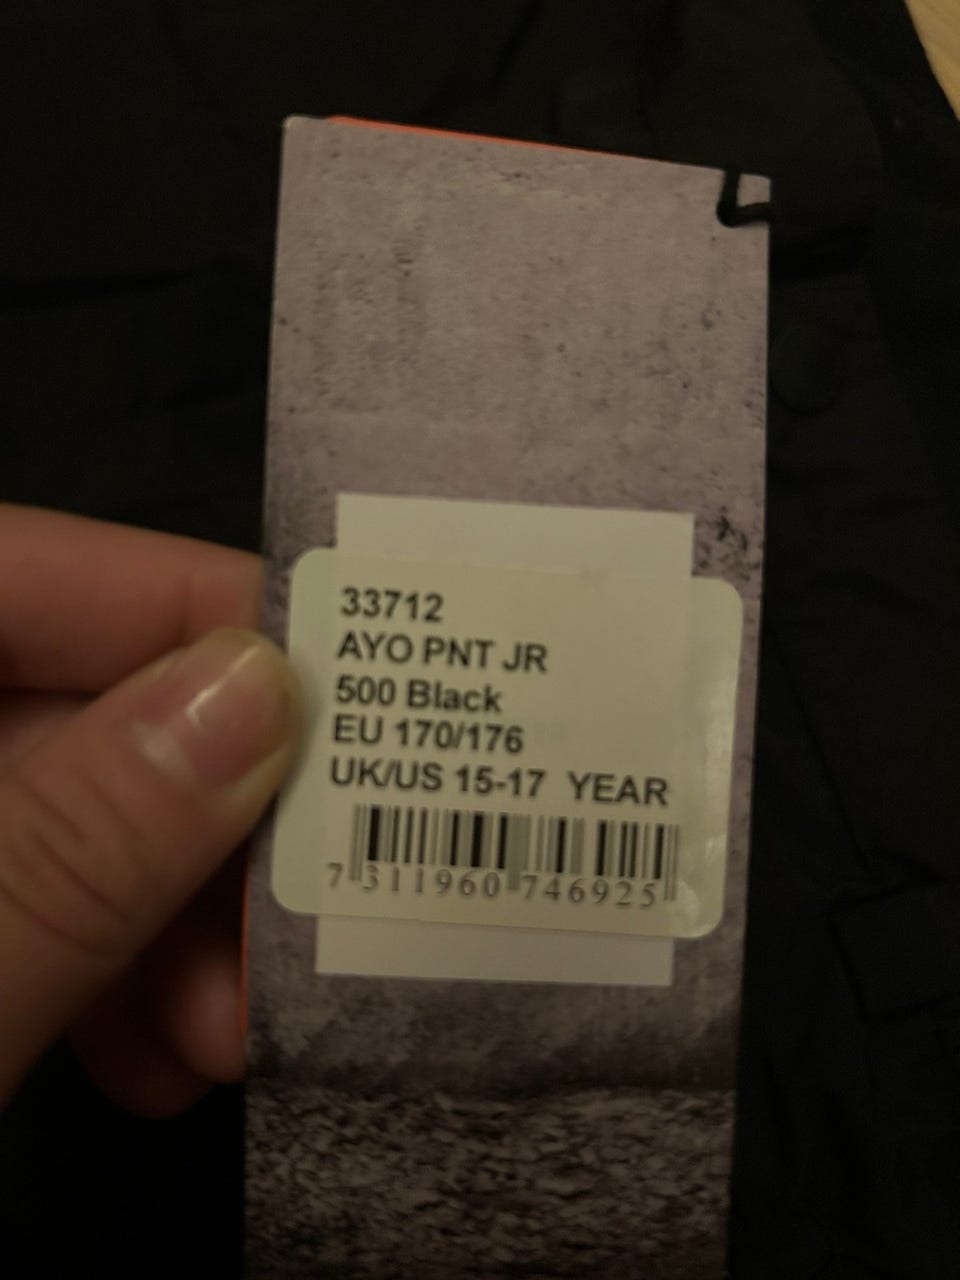 33712
AYO PNT JR
500 Black
EU 170/176
UK/US 15-17 YEAR
7 311960 746925